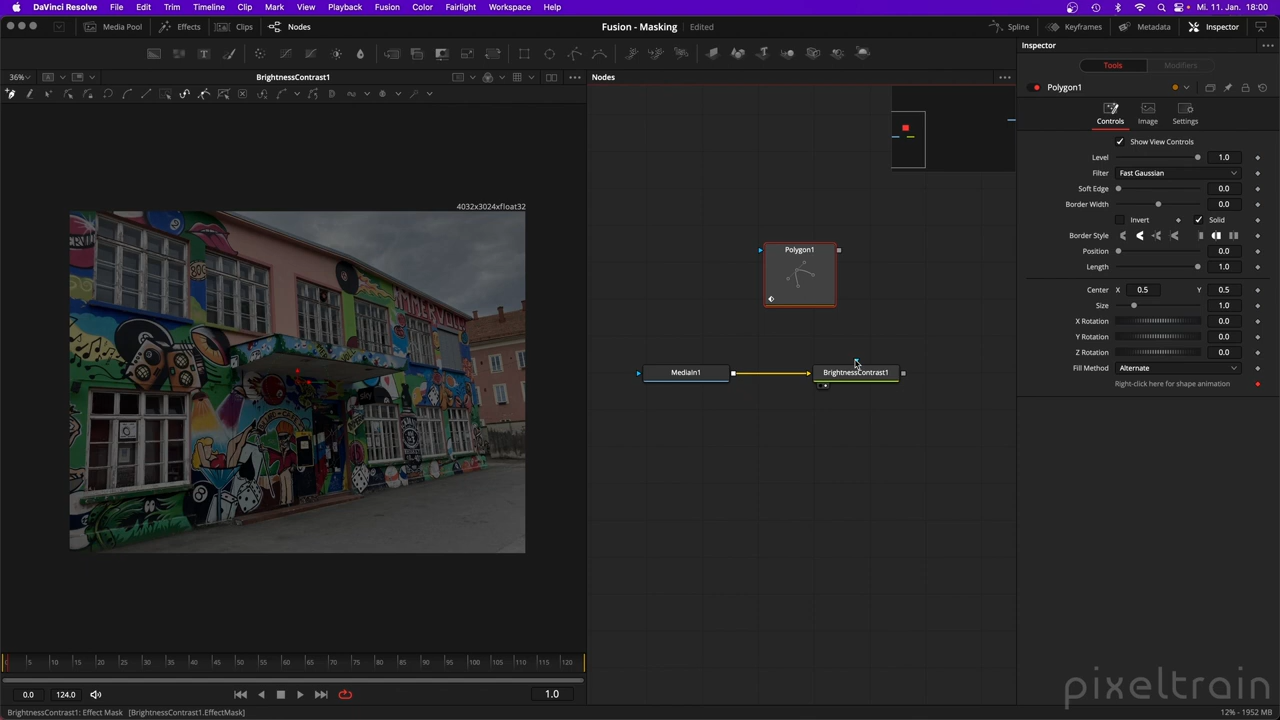 DaVinci Resolve File Edit Trim Timeline Clip Mark View Playback Fusion Color Fairlight Workspace Help Mi. 11. Jan. 18:00
Media Pool Effects Clips Nodes Fusion - Masking Edited Spline Keyframes Metadata Inspector
Inspector
36% BrightnessContrast1 Nodes
Tools Modifiers
Polygon1
Controls Image Settings
Show View Controls
Level 1.0
Filter Fast Gaussian
Soft Edge 0.0
Border Width 0.0
Invert Solid
Border Style
Position 0.0
Length 1.0
Center X 0.5 Y 0.5
Size 1.0
X Rotation 0.0
Y Rotation 0.0
Z Rotation 0.0
Fill Method Alternate
Right-click here for shape animation
4032x3024xfloat32
Polygon1
MediaIn1 BrightnessContrast1
0 5 10 15 20 25 30 35 40 45 50 55 60 65 70 75 80 85 90 95 100 105 110 115 120
0.0 124.0 1.0
pixeltrain
BrightnessContrast1: Effect Mask [BrightnessContrast1.EffectMask] 12% - 1952 MB